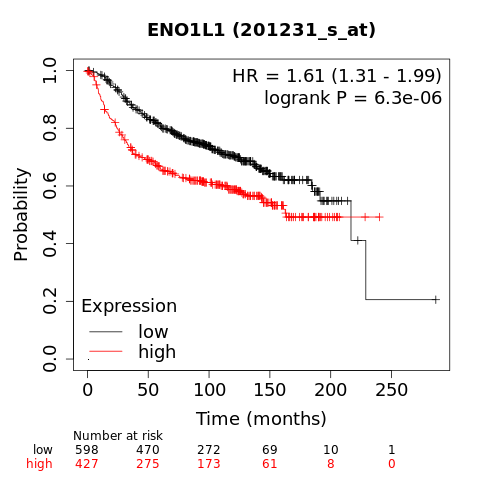 ENO1L1 (201231_s_at)
HR = 1.61 (1.31 - 1.99)
logrank P = 6.3e-06
1.0
0.8
0.6
0.4
0.2
0.0
Probability
Expression
low
high
0 50 100 150 200 250
Time (months)
Number at risk
low 598 470 272 69 10 1
high 427 275 173 61 8 0